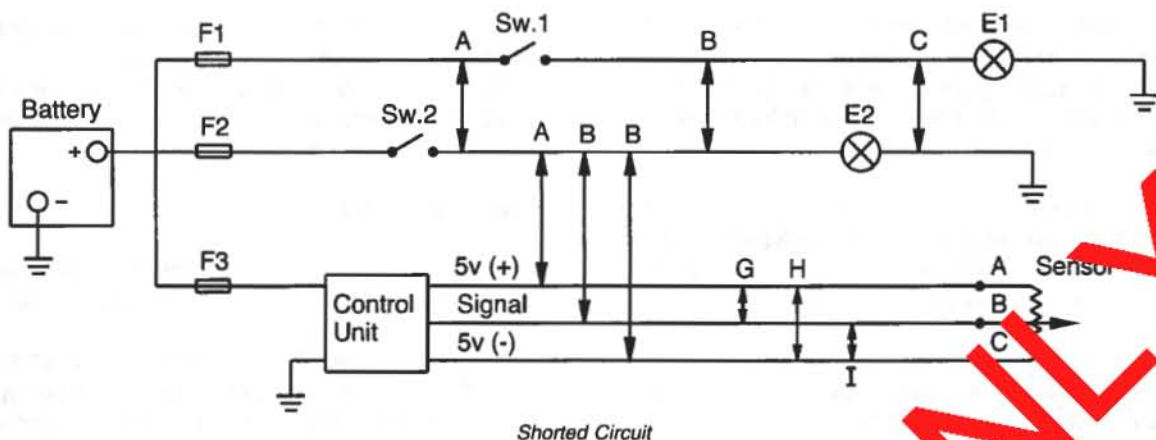 Sw.1
E1
F1
A
B
C
Battery
F2
Sw.2
A
B
B
E2
+
-
F3
5v (+)
G
H
A
Sensor
Control
Unit
Signal
B
5v (-)
C
I
Shorted Circuit